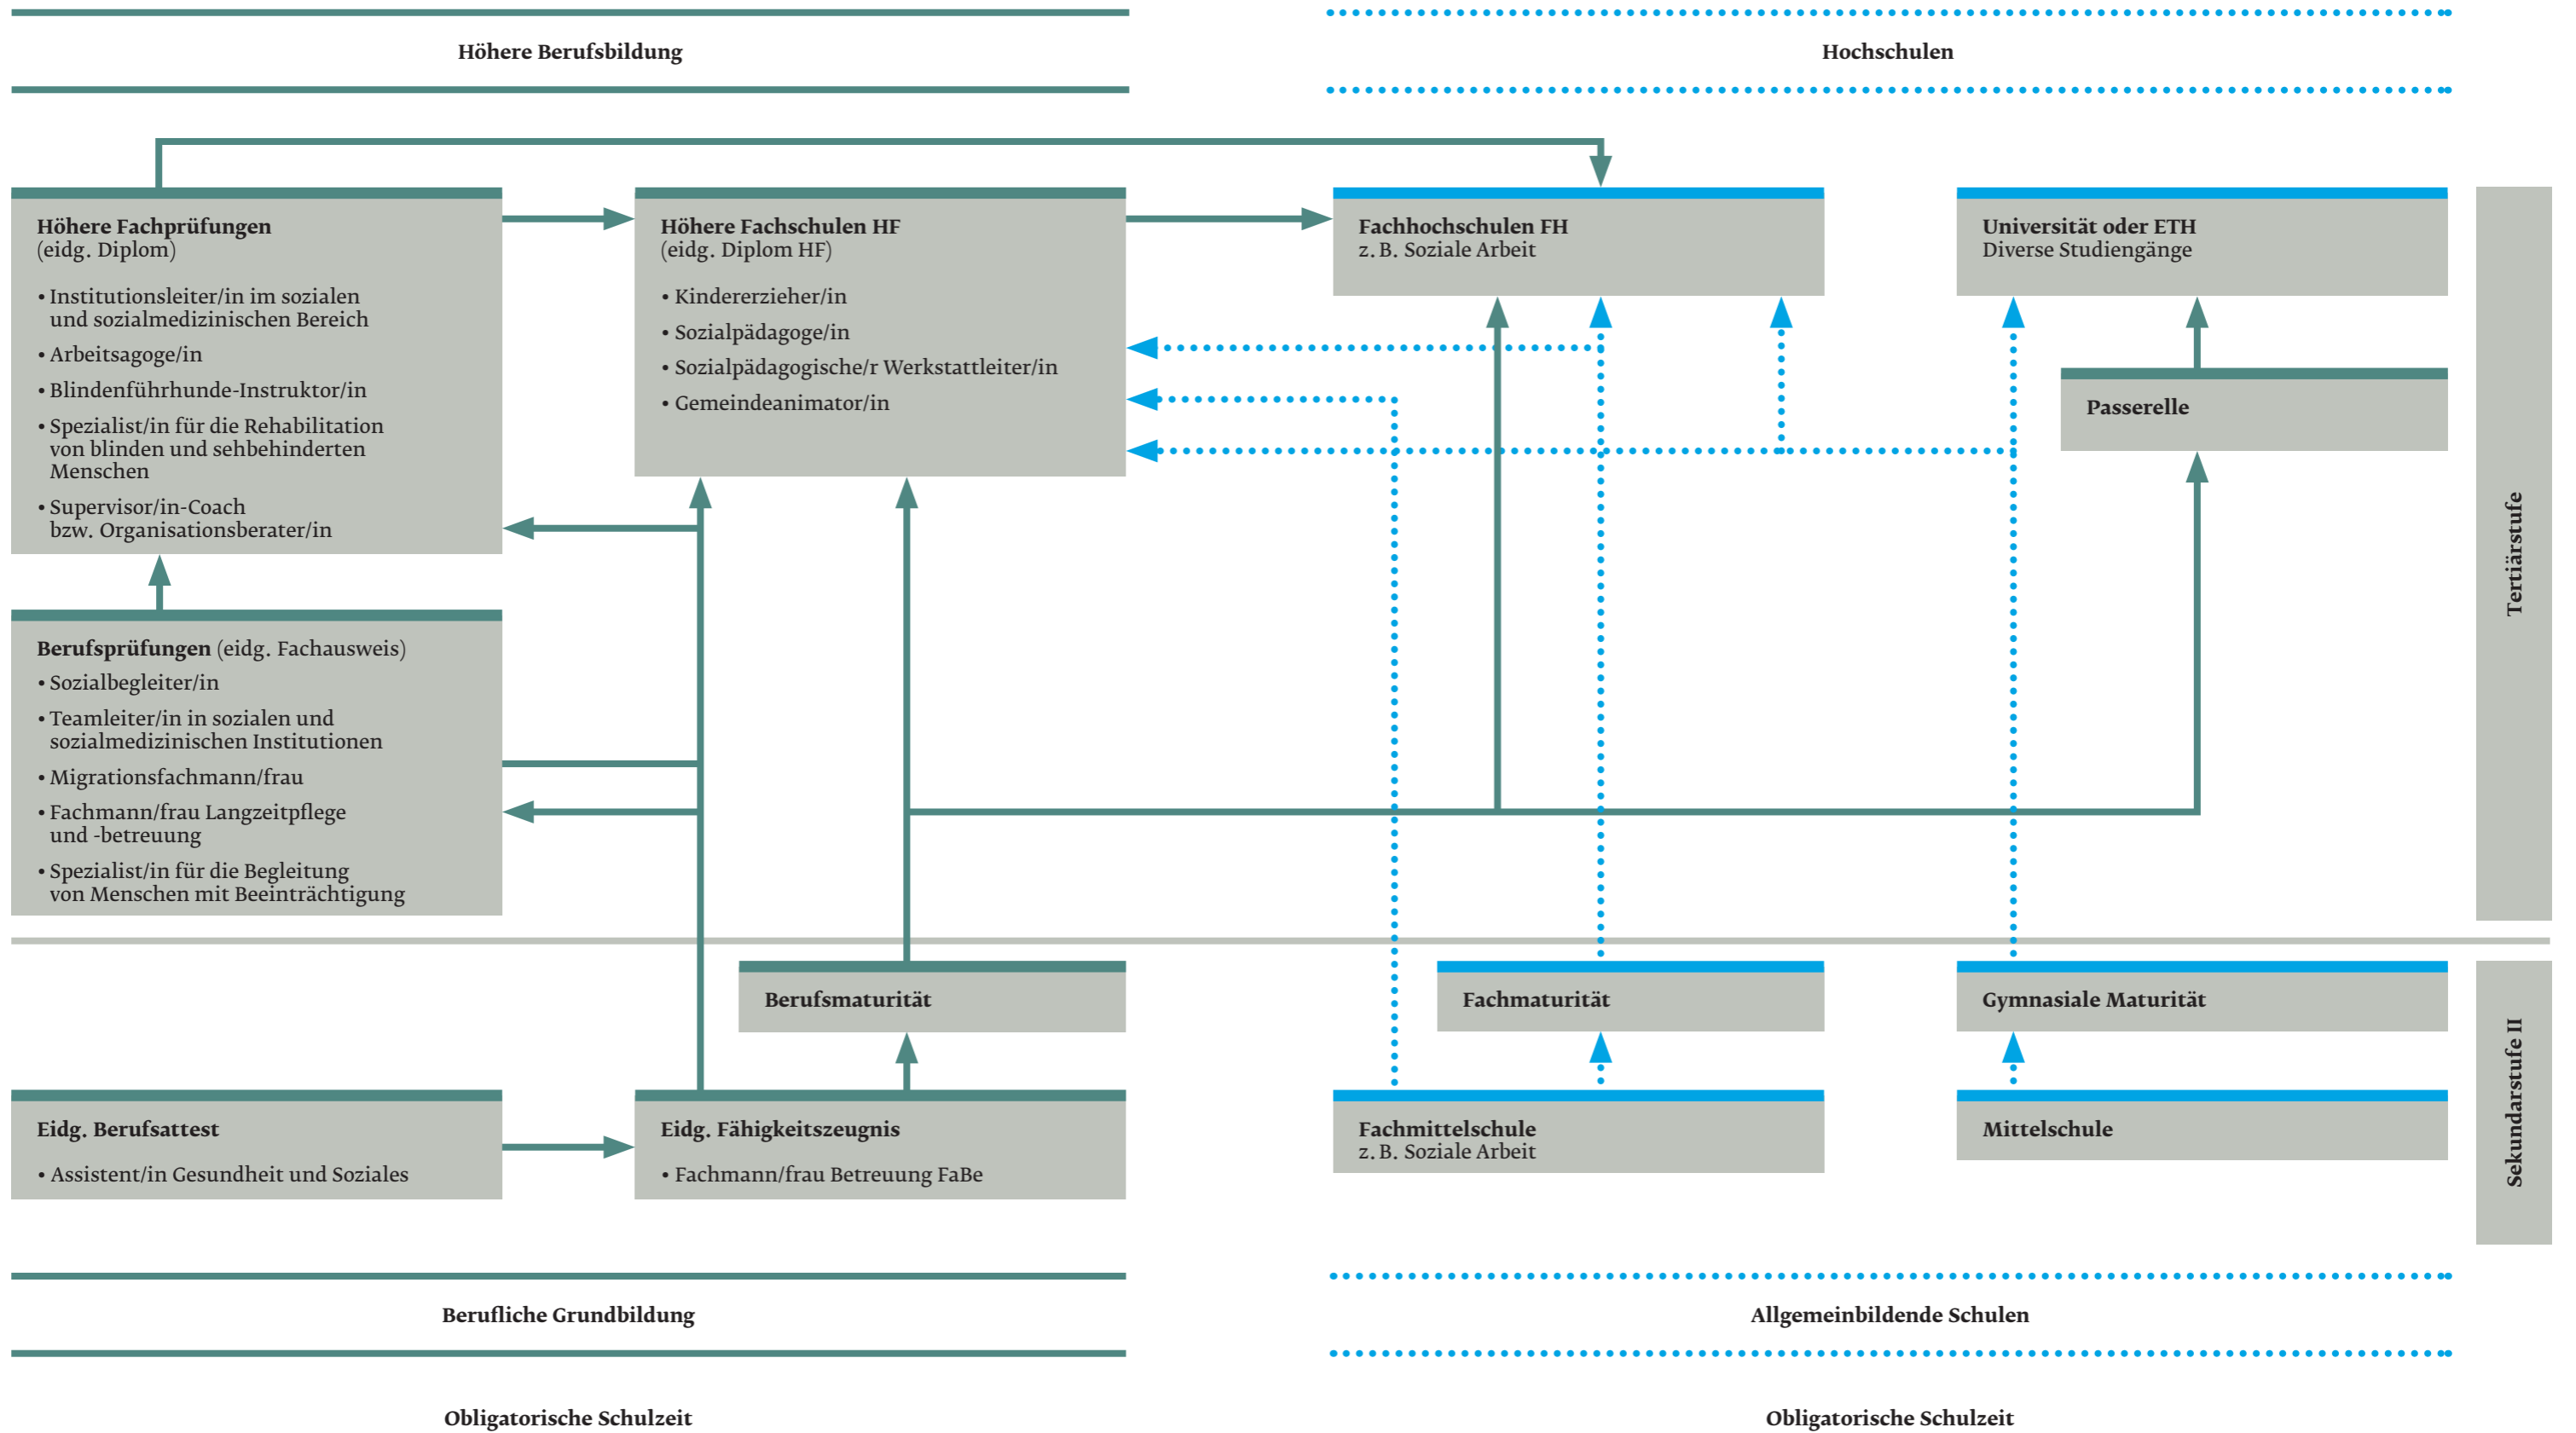 Höhere Berufsbildung
Hochschulen
Höhere Fachprüfungen
(eidg. Diplom)
• Institutionsleiter/in im sozialen
und sozialmedizinischen Bereich
• Arbeitsagoge/in
• Blindenführhunde-Instruktor/in
• Spezialist/in für die Rehabilitation
von blinden und sehbehinderten
Menschen
• Supervisor/in-Coach
bzw. Organisationsberater/in
Höhere Fachschulen HF
(eidg. Diplom HF)
• Kindererzieher/in
• Sozialpädagoge/in
• Sozialpädagogische/r Werkstattleiter/in
• Gemeindeanimator/in
Fachhochschulen FH
z. B. Soziale Arbeit
Universität oder ETH
Diverse Studiengänge
Passerelle
Tertiärstufe
Berufsprüfungen (eidg. Fachausweis)
• Sozialbegleiter/in
• Teamleiter/in in sozialen und
sozialmedizinischen Institutionen
• Migrationsfachmann/frau
• Fachmann/frau Langzeitpflege
und -betreuung
• Spezialist/in für die Begleitung
von Menschen mit Beeinträchtigung
Berufsmaturität
Fachmaturität
Gymnasiale Maturität
Sekundarstufe II
Eidg. Berufsattest
• Assistent/in Gesundheit und Soziales
Eidg. Fähigkeitszeugnis
• Fachmann/frau Betreuung FaBe
Fachmittelschule
z. B. Soziale Arbeit
Mittelschule
Berufliche Grundbildung
Allgemeinbildende Schulen
Obligatorische Schulzeit
Obligatorische Schulzeit